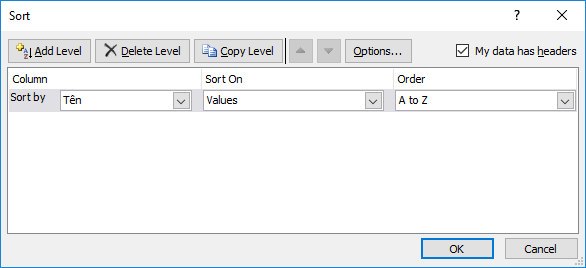 Sort
?
Add Level Delete Level Copy Level Options... My data has headers
Column Sort On Order
Sort by Tên Values A to Z
OK Cancel